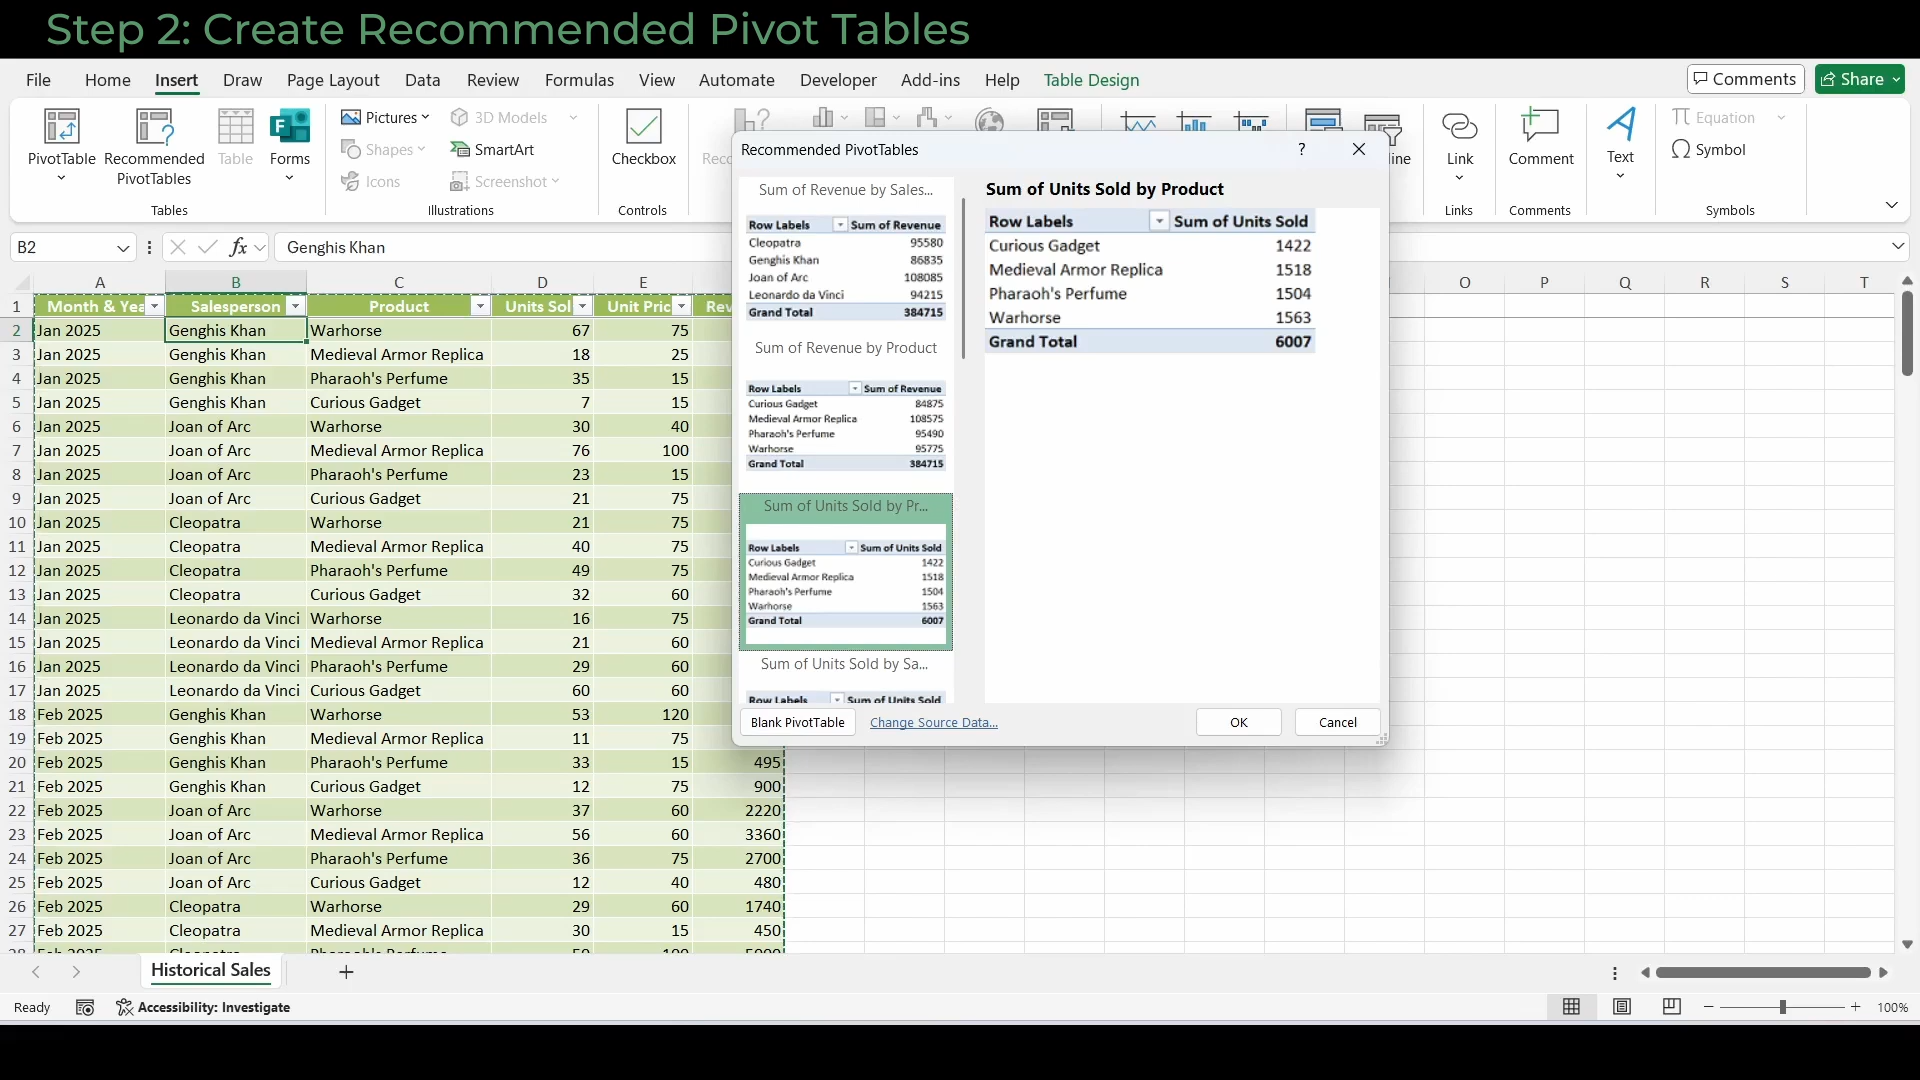 Step 2: Create Recommended Pivot Tables
File Home Insert Draw Page Layout Data Review Formulas View Automate Developer Add-ins Help Table Design Comments Share
PivotTable
Recommended PivotTables
Table
Forms
Tables
Pictures
Shapes
Icons
3D Models
SmartArt
Screenshot
Illustrations
Checkbox
Controls
Link
Links
Comment
Comments
Text
Equation
Symbol
Symbols
B2 fx Genghis Khan
A B C D E O P Q R S T
1 Month & Yea Salesperson Product Units Sol Unit Pric Rev
2 Jan 2025 Genghis Khan Warhorse 67 75
3 Jan 2025 Genghis Khan Medieval Armor Replica 18 25
4 Jan 2025 Genghis Khan Pharaoh's Perfume 35 15
5 Jan 2025 Genghis Khan Curious Gadget 7 15
6 Jan 2025 Joan of Arc Warhorse 30 40
7 Jan 2025 Joan of Arc Medieval Armor Replica 76 100
8 Jan 2025 Joan of Arc Pharaoh's Perfume 23 15
9 Jan 2025 Joan of Arc Curious Gadget 21 75
10 Jan 2025 Cleopatra Warhorse 21 75
11 Jan 2025 Cleopatra Medieval Armor Replica 40 75
12 Jan 2025 Cleopatra Pharaoh's Perfume 49 75
13 Jan 2025 Cleopatra Curious Gadget 32 60
14 Jan 2025 Leonardo da Vinci Warhorse 16 75
15 Jan 2025 Leonardo da Vinci Medieval Armor Replica 21 60
16 Jan 2025 Leonardo da Vinci Pharaoh's Perfume 29 60
17 Jan 2025 Leonardo da Vinci Curious Gadget 60 60
18 Feb 2025 Genghis Khan Warhorse 53 120
19 Feb 2025 Genghis Khan Medieval Armor Replica 11 75
20 Feb 2025 Genghis Khan Pharaoh's Perfume 33 15 495
21 Feb 2025 Genghis Khan Curious Gadget 12 75 900
22 Feb 2025 Joan of Arc Warhorse 37 60 2220
23 Feb 2025 Joan of Arc Medieval Armor Replica 56 60 3360
24 Feb 2025 Joan of Arc Pharaoh's Perfume 36 75 2700
25 Feb 2025 Joan of Arc Curious Gadget 12 40 480
26 Feb 2025 Cleopatra Warhorse 29 60 1740
27 Feb 2025 Cleopatra Medieval Armor Replica 30 15 450
Recommended PivotTables ?
Sum of Revenue by Sales...
Row Labels Sum of Revenue
Cleopatra 95580
Genghis Khan 86835
Joan of Arc 108085
Leonardo da Vinci 94215
Grand Total 384715
Sum of Revenue by Product
Row Labels Sum of Revenue
Curious Gadget 84875
Medieval Armor Replica 108575
Pharaoh's Perfume 95490
Warhorse 95775
Grand Total 384715
Sum of Units Sold by Pr...
Row Labels Sum of Units Sold
Curious Gadget 1422
Medieval Armor Replica 1518
Pharaoh's Perfume 1504
Warhorse 1563
Grand Total 6007
Sum of Units Sold by Sa...
Row Labels Sum of Units Sold
Sum of Units Sold by Product
Row Labels Sum of Units Sold
Curious Gadget 1422
Medieval Armor Replica 1518
Pharaoh's Perfume 1504
Warhorse 1563
Grand Total 6007
Blank PivotTable Change Source Data... OK Cancel
Historical Sales
Ready Accessibility: Investigate 100%